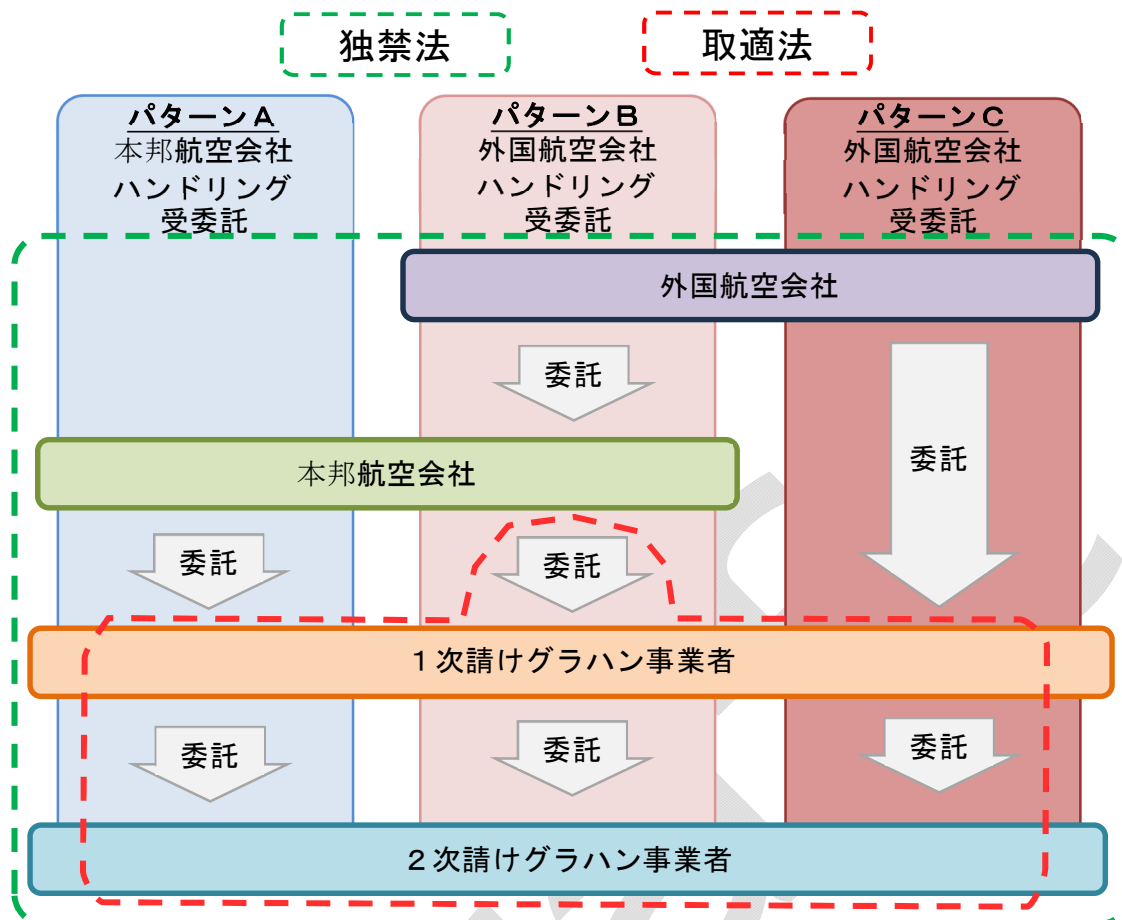 独禁法
取適法
パターンA
本邦航空会社
ハンドリング
受委託
パターンB
外国航空会社
ハンドリング
受委託
パターンC
外国航空会社
ハンドリング
受委託
外国航空会社
委託
委託
本邦航空会社
委託
委託
１次請けグラハン事業者
委託
委託
委託
２次請けグラハン事業者